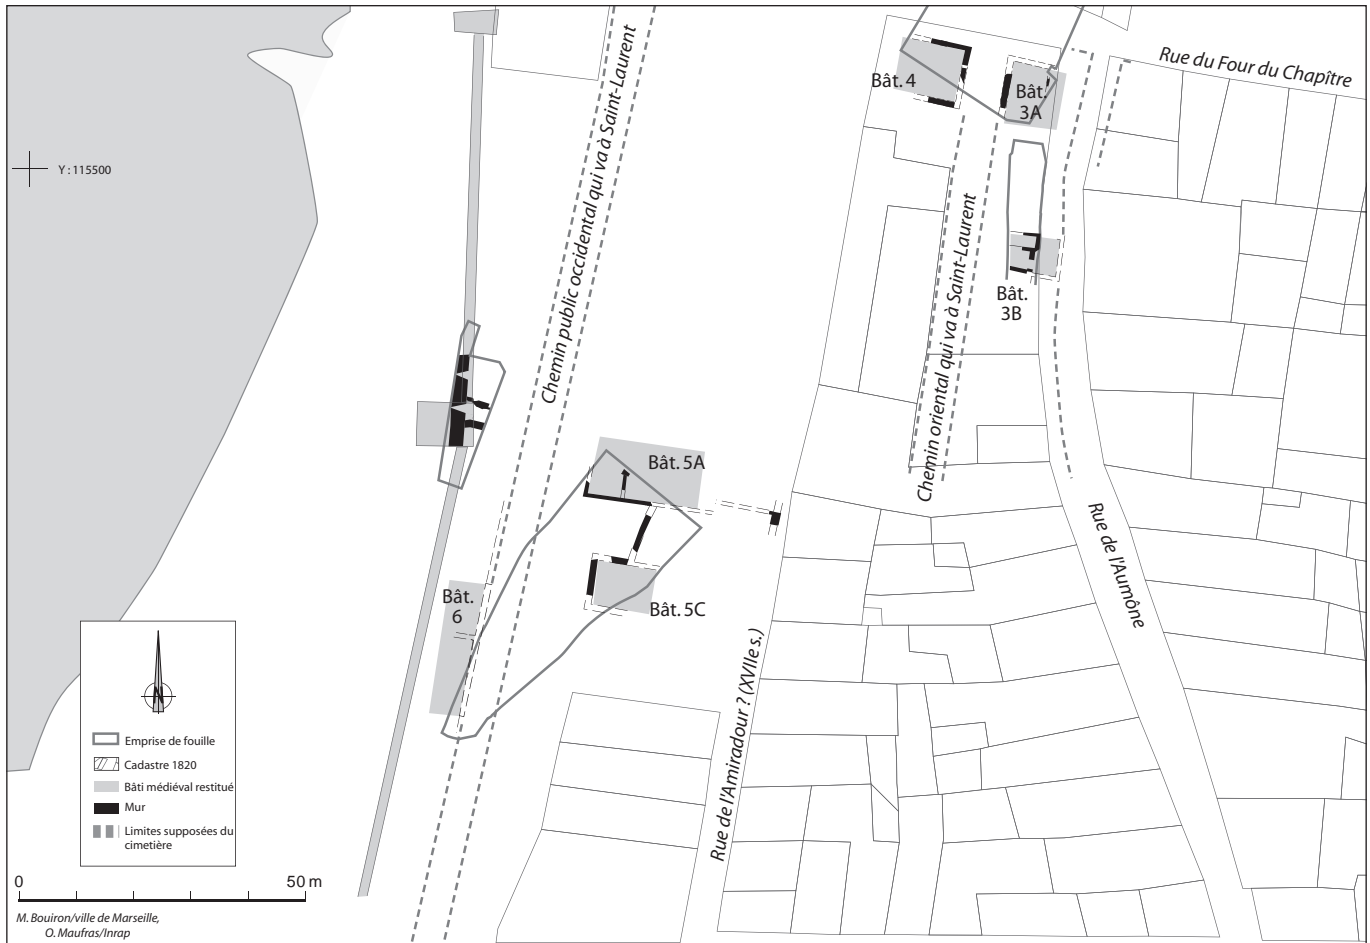 Rue du Four du Chapître
Bât. 4
Bât.
3A
Y : 115500
Chemin public occidental qui va à Saint-Laurent
Chemin oriental qui va à Saint-Laurent
Bât.
3B
Bât. 5A
Rue de l'Aumône
Bât.
6
Bât. 5C
Rue de l'Amiradour ? (XVIIe s.)
N
Emprise de fouille
Cadastre 1820
Bâti médiéval restitué
Mur
Limites supposées du
cimetière
0 50 m
M. Bouiron/ville de Marseille,
O. Maufras/Inrap